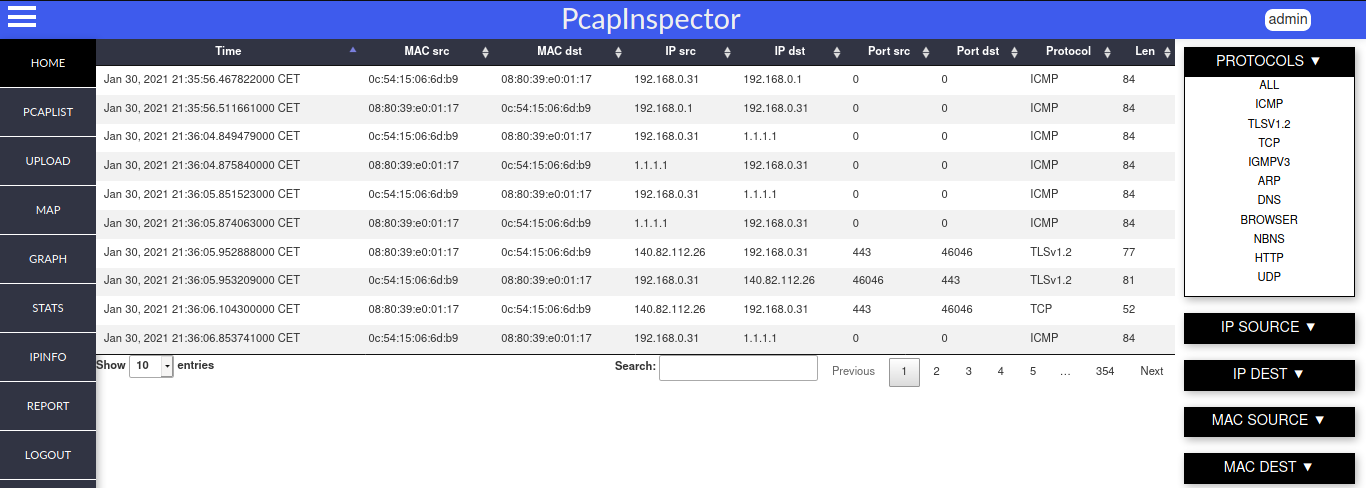 PcapInspector
admin
HOME
PCAPLIST
UPLOAD
MAP
GRAPH
STATS
IPINFO
REPORT
LOGOUT
Time MAC src MAC dst IP src IP dst Port src Port dst Protocol Len
Jan 30, 2021 21:35:56.467822000 CET 0c:54:15:06:6d:b9 08:80:39:e0:01:17 192.168.0.31 192.168.0.1 0 0 ICMP 84
Jan 30, 2021 21:35:56.511661000 CET 08:80:39:e0:01:17 0c:54:15:06:6d:b9 192.168.0.1 192.168.0.31 0 0 ICMP 84
Jan 30, 2021 21:36:04.849479000 CET 0c:54:15:06:6d:b9 08:80:39:e0:01:17 192.168.0.31 1.1.1.1 0 0 ICMP 84
Jan 30, 2021 21:36:04.875840000 CET 08:80:39:e0:01:17 0c:54:15:06:6d:b9 1.1.1.1 192.168.0.31 0 0 ICMP 84
Jan 30, 2021 21:36:05.851523000 CET 0c:54:15:06:6d:b9 08:80:39:e0:01:17 192.168.0.31 1.1.1.1 0 0 ICMP 84
Jan 30, 2021 21:36:05.874063000 CET 08:80:39:e0:01:17 0c:54:15:06:6d:b9 1.1.1.1 192.168.0.31 0 0 ICMP 84
Jan 30, 2021 21:36:05.952888000 CET 08:80:39:e0:01:17 0c:54:15:06:6d:b9 140.82.112.26 192.168.0.31 443 46046 TLSv1.2 77
Jan 30, 2021 21:36:05.953209000 CET 0c:54:15:06:6d:b9 08:80:39:e0:01:17 192.168.0.31 140.82.112.26 46046 443 TLSv1.2 81
Jan 30, 2021 21:36:06.104300000 CET 08:80:39:e0:01:17 0c:54:15:06:6d:b9 140.82.112.26 192.168.0.31 443 46046 TCP 52
Jan 30, 2021 21:36:06.853741000 CET 0c:54:15:06:6d:b9 08:80:39:e0:01:17 192.168.0.31 1.1.1.1 0 0 ICMP 84
Show 10 entries Search: Previous 1 2 3 4 5 … 354 Next
PROTOCOLS ▼
ALL
ICMP
TLSV1.2
TCP
IGMPV3
ARP
DNS
BROWSER
NBNS
HTTP
UDP
IP SOURCE ▼
IP DEST ▼
MAC SOURCE ▼
MAC DEST ▼